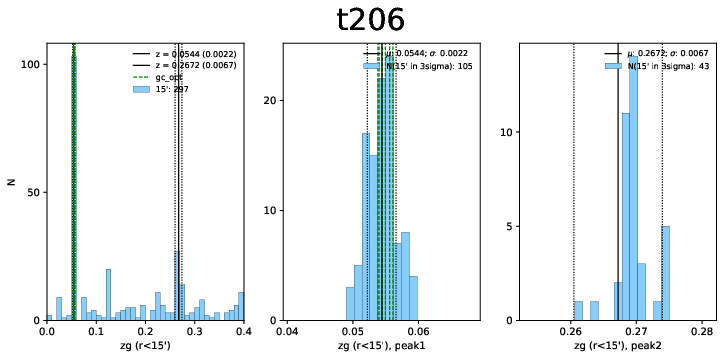 t206
z = 0.0544 (0.0022)
z = 0.2672 (0.0067)
gc_opt
15': 297
N
100
50
0
0.0 0.1 0.2 0.3 0.4
zg (r<15')
μ: 0.0544; σ: 0.0022
N(15' in 3sigma): 105
20
10
0
0.04 0.05 0.06
zg (r<15'), peak1
μ: 0.2672; σ: 0.0067
N(15' in 3sigma): 43
10
5
0
0.26 0.27 0.28
zg (r<15'), peak2